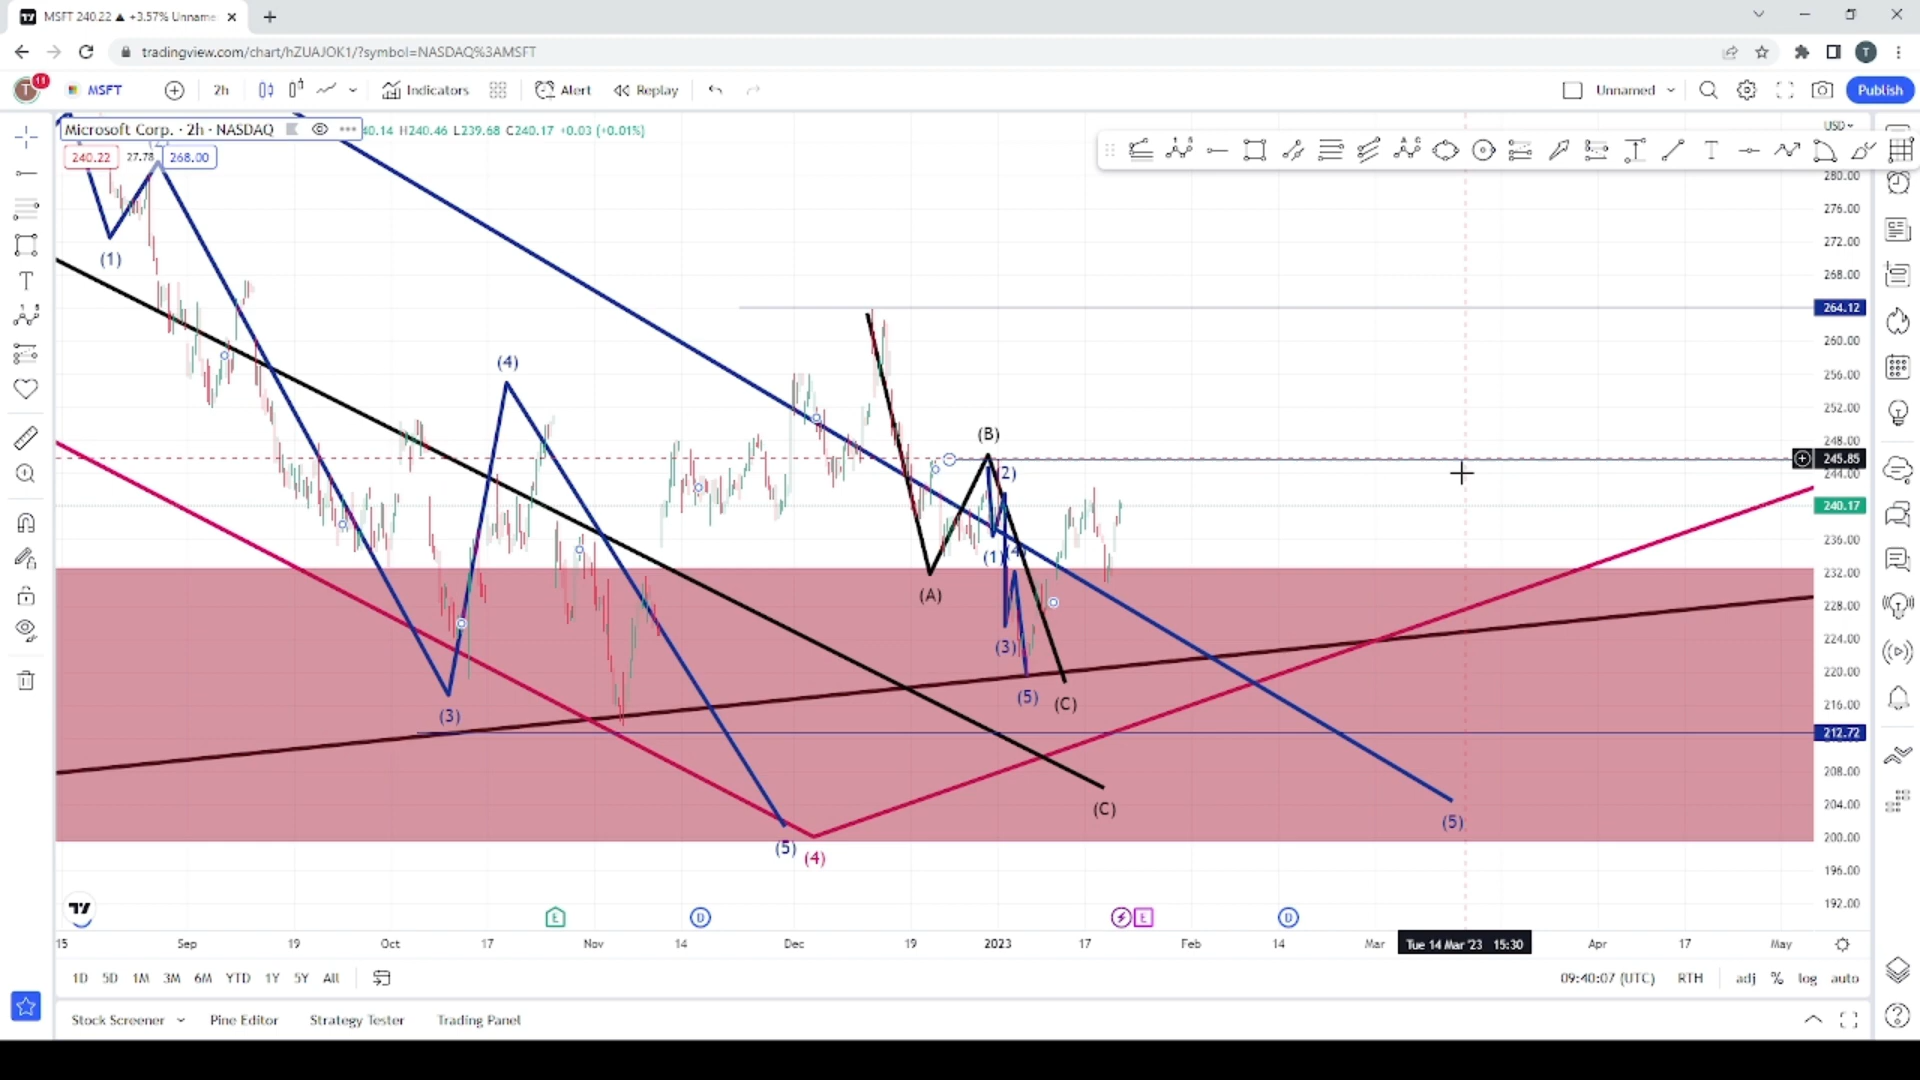 MSFT 240.22 ▲ +3.57% Unname
tradingview.com/chart/hZUAJOK1/?symbol=NASDAQ%3AMSFT
T
11
MSFT
2h
Indicators
Alert
Replay
Unnamed
Publish
Microsoft Corp. · 2h · NASDAQ
40.14 H240.46 L239.68 C240.17 +0.03 (+0.01%)
240.22
27.78
268.00
USD
280.00
276.00
272.00
268.00
264.12
260.00
256.00
252.00
248.00
245.85
244.00
240.17
236.00
232.00
228.00
224.00
220.00
216.00
212.72
208.00
204.00
200.00
196.00
192.00
(1)
(4)
(B)
2)
(1)
(4
(A)
(3)
(5)
(C)
(3)
(C)
(5)
(5)
(4)
E
D
E
D
15
Sep
19
Oct
17
Nov
14
Dec
19
2023
17
Feb
14
Mar
Tue 14 Mar '23 15:30
Apr
17
May
1D 5D 1M 3M 6M YTD 1Y 5Y All
09:40:07 (UTC)
RTH
adj % log auto
Stock Screener
Pine Editor
Strategy Tester
Trading Panel